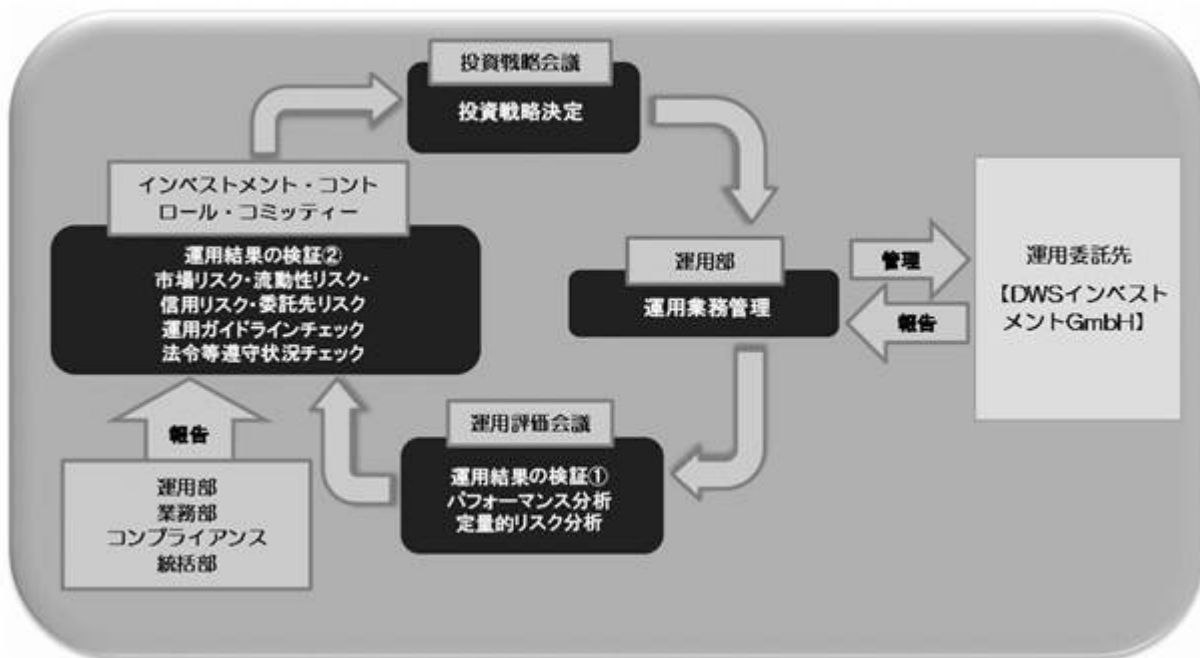 投資戦略会議
投資戦略決定
インベストメント・コント
ロール・コミッティー
運用結果の検証②
市場リスク・流動性リスク・
信用リスク・委託先リスク
運用ガイドラインチェック
法令等遵守状況チェック
運用部
運用業務管理
管理
報告
運用委託先
【DWSインベスト
メントGmbH】
運用評価会議
運用結果の検証①
パフォーマンス分析
定量的リスク分析
報告
運用部
業務部
コンプライアンス
統括部